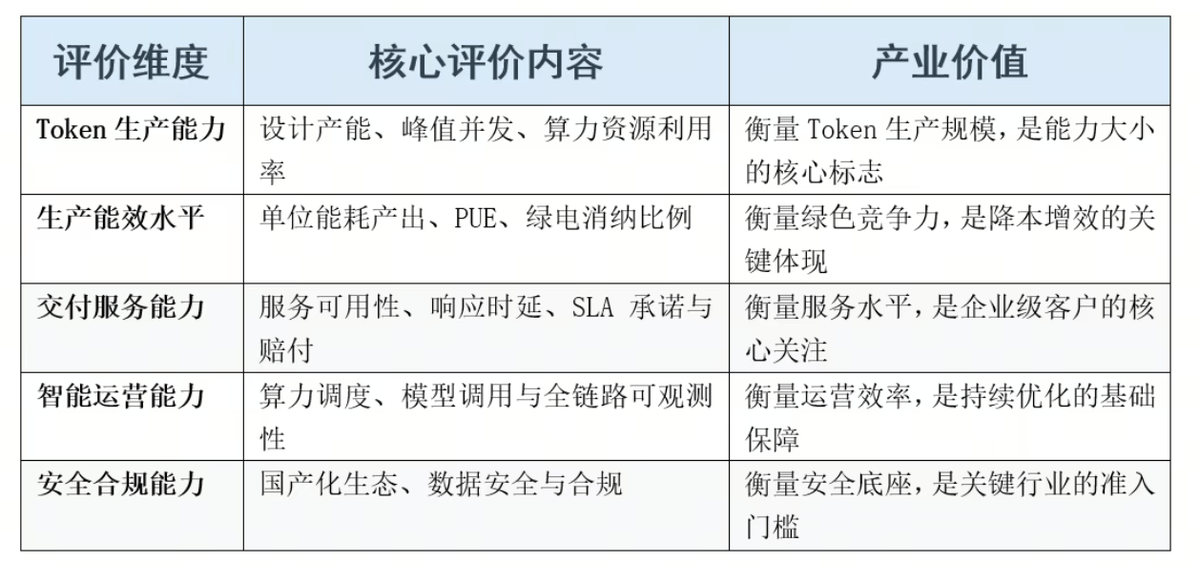 评价维度
核心评价内容
产业价值
Token 生产能力
设计产能、峰值并发、算力资源利用
率
衡量 Token 生产规模,是能力大小
的核心标志
生产能效水平
单位能耗产出、PUE、绿电消纳比例
衡量绿色竞争力,是降本增效的关
键体现
交付服务能力
服务可用性、响应时延、SLA 承诺与
赔付
衡量服务水平,是企业级客户的核
心关注
智能运营能力
算力调度、模型调用与全链路可观测
性
衡量运营效率,是持续优化的基础
保障
安全合规能力
国产化生态、数据安全与合规
衡量安全底座,是关键行业的准入
门槛